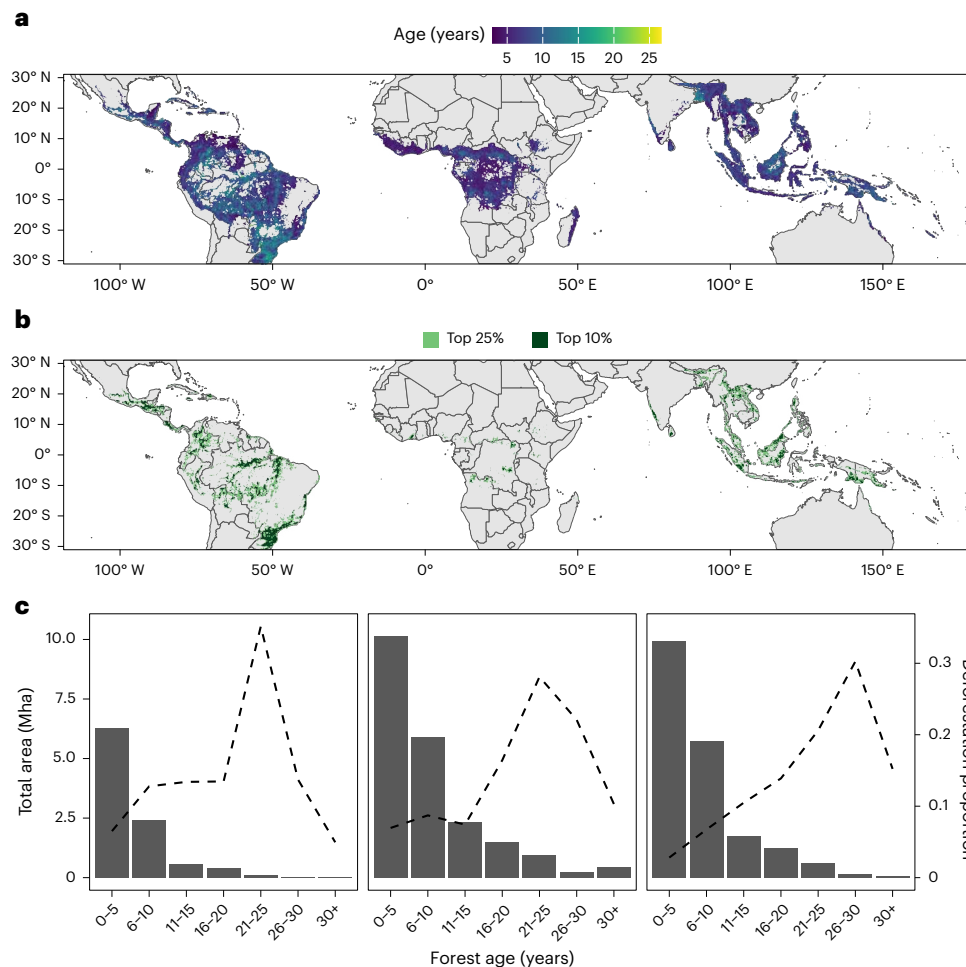 a
Age (years)
5 10 15 20 25
30° N
20° N
10° N
0°
10° S
20° S
30° S
100° W 50° W 0° 50° E 100° E 150° E
b
Top 25% Top 10%
30° N
20° N
10° N
0°
10° S
20° S
30° S
100° W 50° W 0° 50° E 100° E 150° E
c
Total area (Mha)
10.0
7.5
5.0
2.5
0
0–5 6–10 11–15 16–20 21–25 26–30 30+
0–5 6–10 11–15 16–20 21–25 26–30 30+
0–5 6–10 11–15 16–20 21–25 26–30 30+
0.3
0.2
0.1
0
Forest age (years)